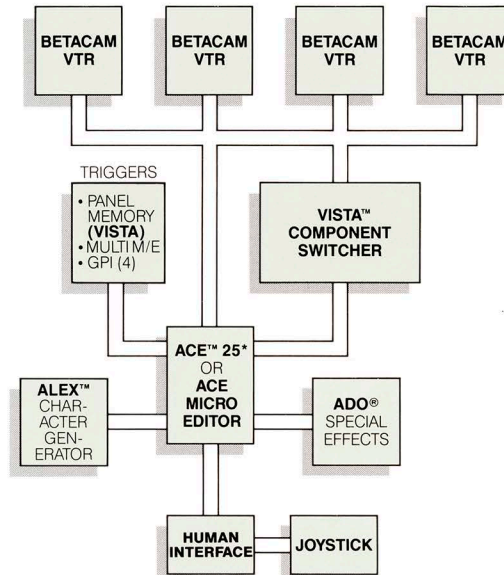 BETACAM
VTR
BETACAM
VTR
BETACAM
VTR
BETACAM
VTR
TRIGGERS
• PANEL
MEMORY
(VISTA)
• MULTI M/E
• GPI (4)
VISTA™
COMPONENT
SWITCHER
ACE™ 25*
OR
ACE
MICRO
EDITOR
ALEX™
CHAR-
ACTER
GEN-
ERATOR
ADO®
SPECIAL
EFFECTS
HUMAN
INTERFACE
JOYSTICK